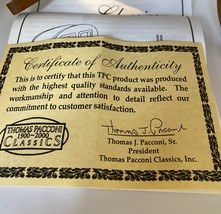 Certificate of Authenticity
This is to certify that this TPC product was produced
with the highest quality standards available. The
workmanship and attention to detail reflect our
commitment to customer satisfaction.
THOMAS PACCONI
1900-2000
CLASSICS
Thomas J. Pacconi
Thomas J. Pacconi, Sr.
President
Thomas Pacconi Classics, Inc.